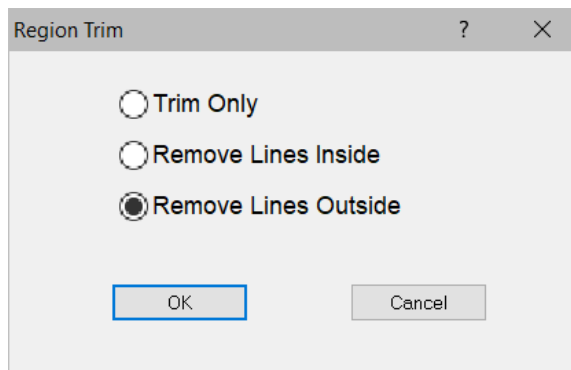 Region Trim ?
Trim Only
Remove Lines Inside
Remove Lines Outside
OK Cancel